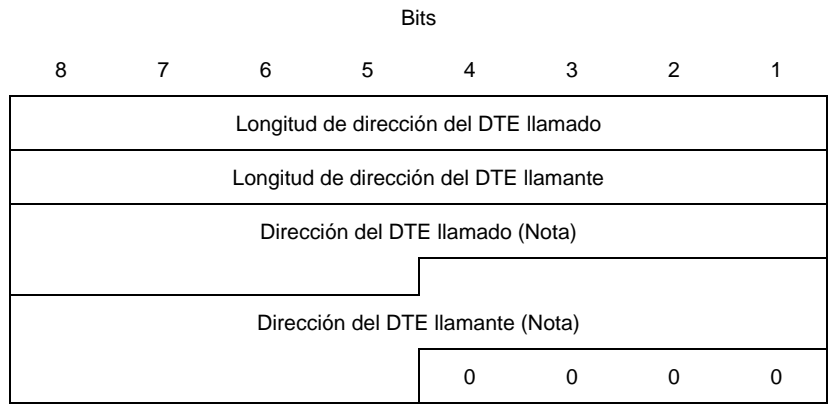 Bits
8 7 6 5 4 3 2 1
Longitud de dirección del DTE llamado
Longitud de dirección del DTE llamante
Dirección del DTE llamado (Nota)
Dirección del DTE llamante (Nota)
0 0 0 0